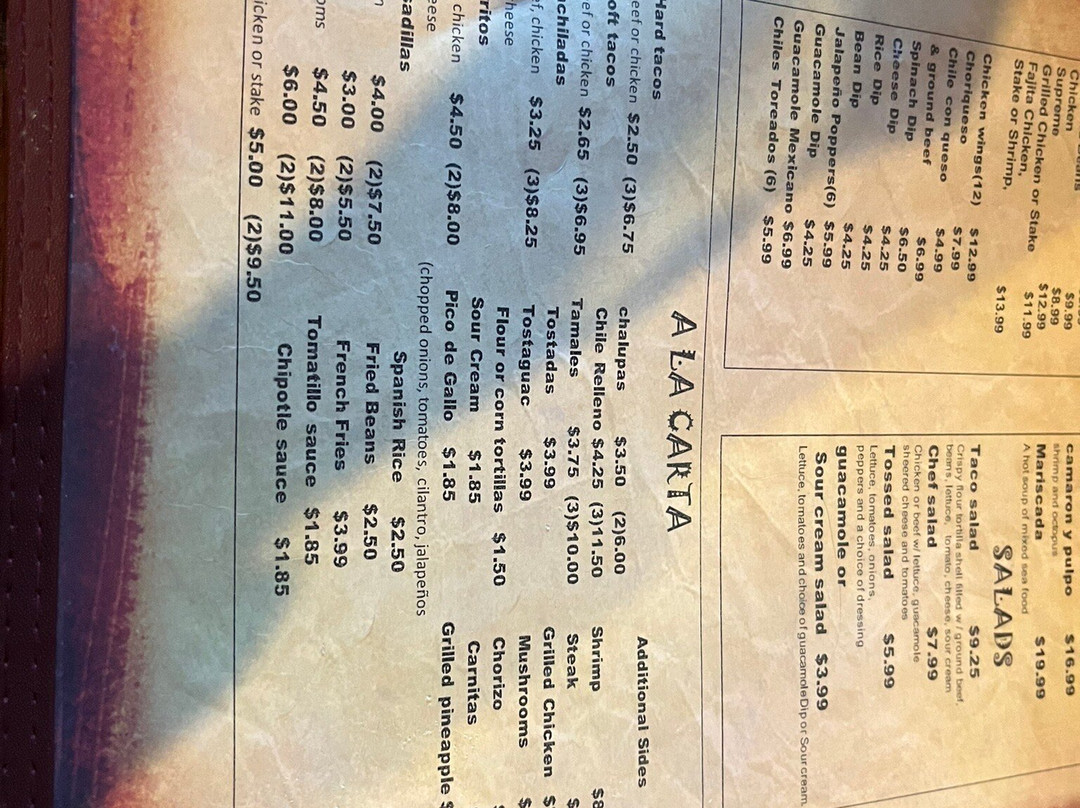 Chicken $9.99
Supreme $8.99
Grilled Chicken or Stake $12.99
Fajita Chicken, $11.99
Stake or Shrimp, $13.99
Chicken wings(12) $12.99
Choriqueso $7.99
Chile con queso $4.99
& ground beef $6.99
Spinach Dip $6.50
Cheese Dip $4.25
Rice Dip $4.25
Bean Dip $4.25
Jalapeño Poppers(6) $5.99
Guacamole Dip $4.25
Guacamole Mexicano $6.99
Chiles Toreados (6) $5.99
camaron y pulpo $16.99
shrimp and octopus
Mariscada $19.99
A hot soup of mixed sea food
SALADS
Taco salad $9.25
Crispy flour tortilla shell filled w / ground beef,
beans, lettuce, tomato, cheese, sour cream
Chef salad $7.99
Chicken or beef w/ lettuce, guacamole
sheered cheese and tomatoes
Tossed salad $5.99
Lettuce, tomatoes, onions,
peppers and a choice of dressing
guacamole or
Sour cream salad $3.99
Lettuce, tomatoes and choice of guacamole Dip or Sour cream
A LA CARTA
Hard tacos
eef or chicken $2.50 (3)$6.75
oft tacos
ef or chicken $2.65 (3)$6.95
chiladas
ef, chicken $3.25 (3)$8.25
heese
ritos
chicken $4.50 (2)$8.00
eese
adillas
$4.00 (2)$7.50
$3.00 (2)$5.50
oms $4.50 (2)$8.00
$6.00 (2)$11.00
icken or stake $5.00 (2)$9.50
chalupas $3.50 (2)6.00
Chile Relleno $4.25 (3)11.50
Tamales $3.75 (3)$10.00
Tostadas $3.99
Tostaguac $3.99
Flour or corn tortillas $1.50
Sour Cream $1.85
Pico de Gallo $1.85
(chopped onions, tomatoes, cilantro, jalapeños
Spanish Rice $2.50
Fried Beans $2.50
French Fries $3.99
Tomatillo sauce $1.85
Chipotle sauce $1.85
Additional Sides
Shrimp $8
Steak $
Grilled Chicken $
Mushrooms $
Chorizo $
Carnitas
Grilled pineapple $